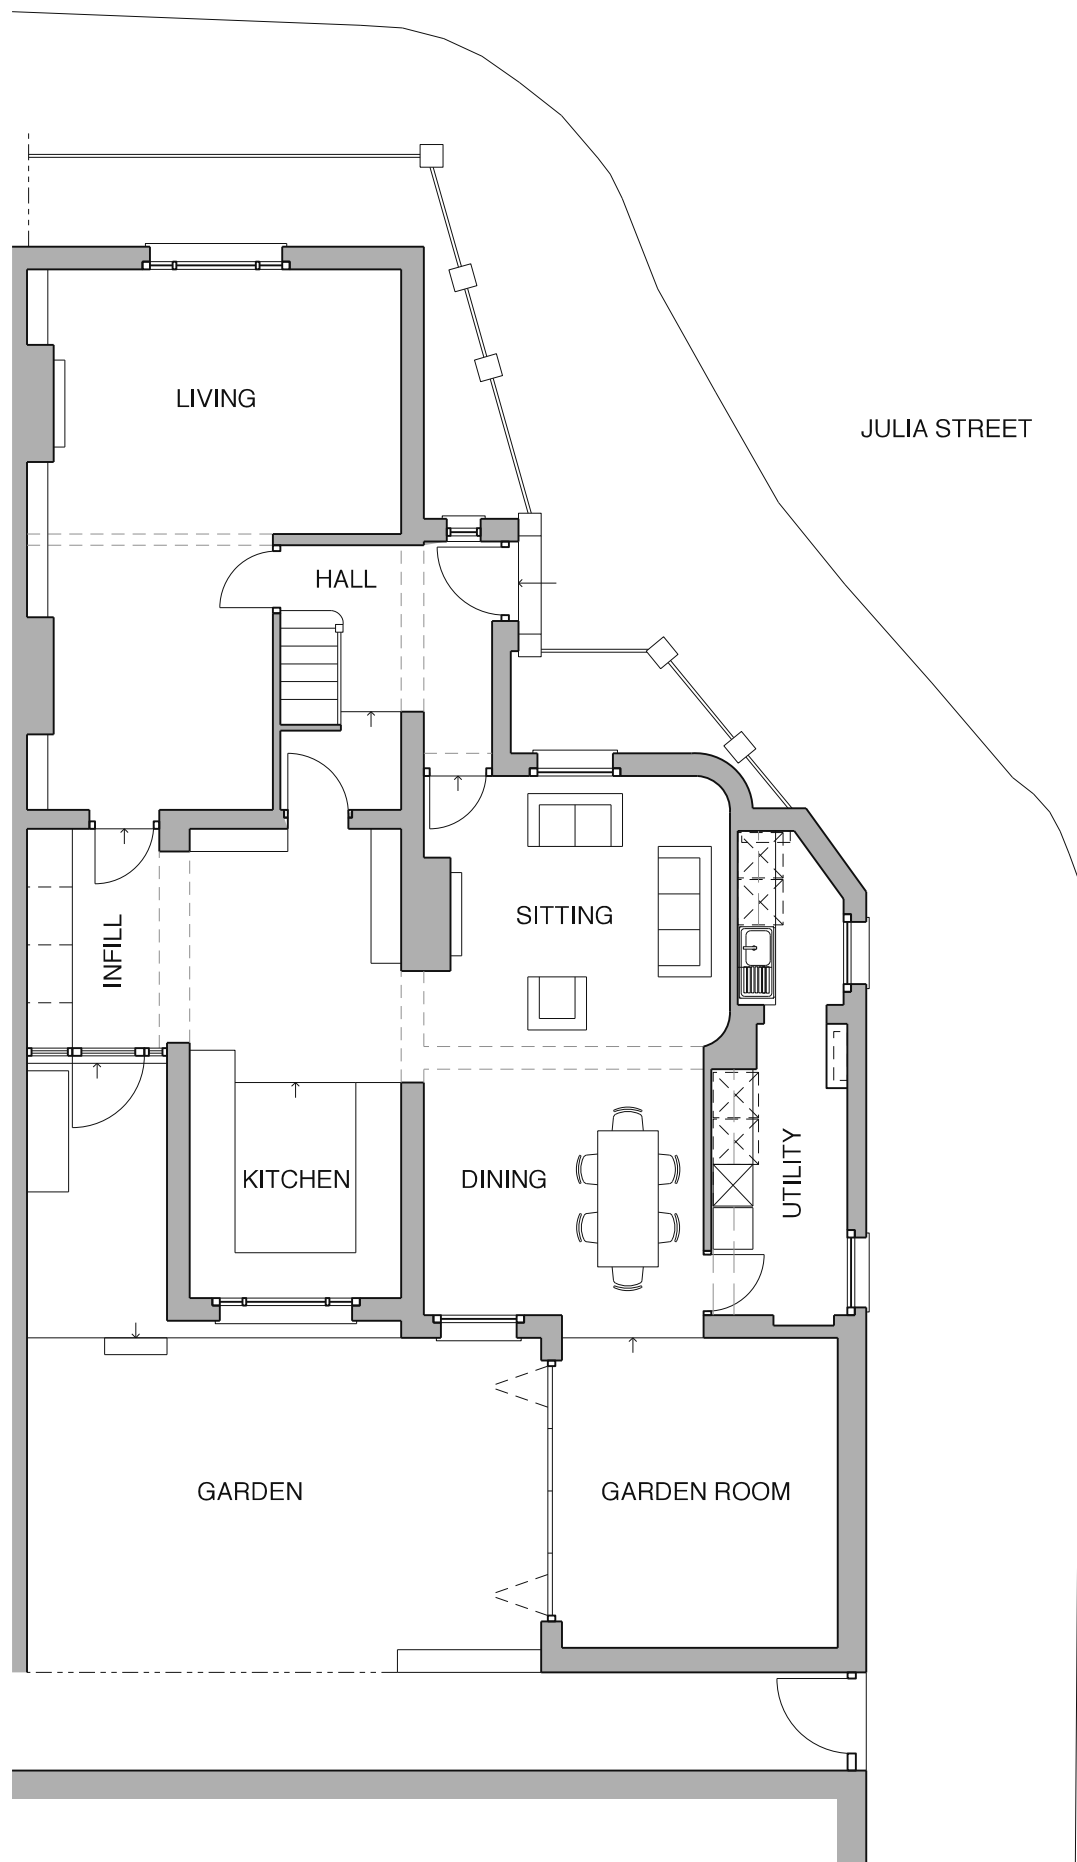 LIVING
JULIA STREET
HALL
SITTING
INFILL
KITCHEN
DINING
UTILITY
GARDEN
GARDEN ROOM